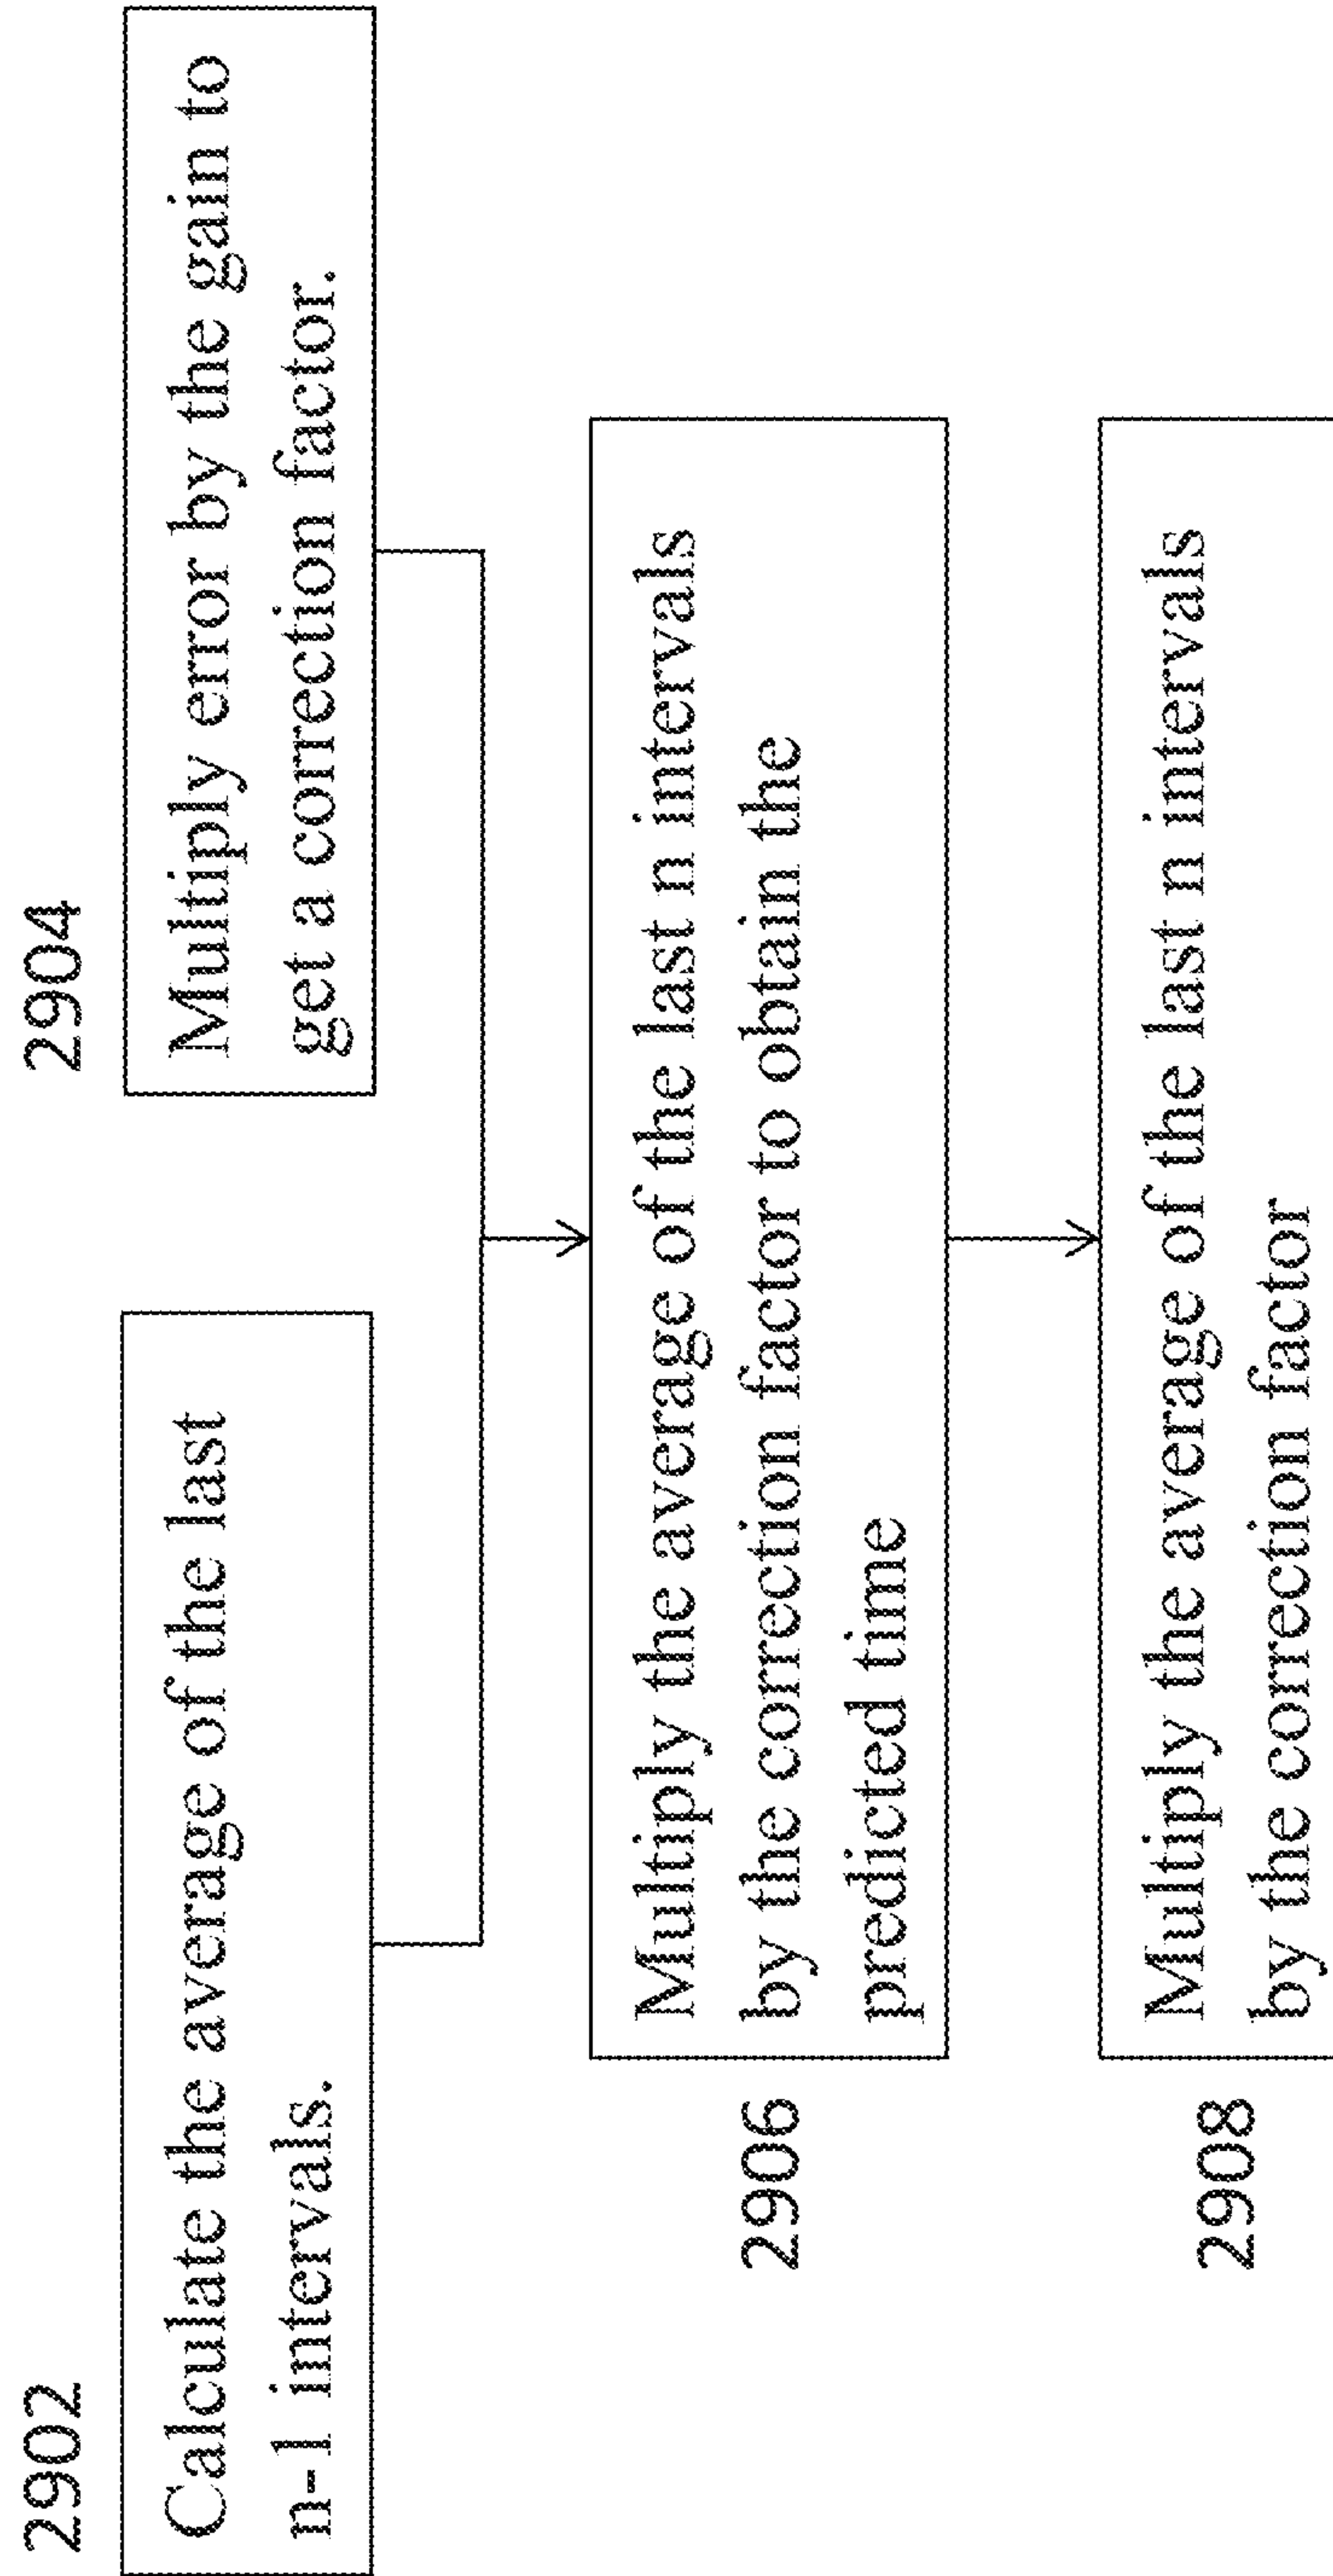 2902
Calculate the average of the last
n-1 intervals.
2904
Multiply error by the gain to
get a correction factor.
2906
Multiply the average of the last n intervals
by the correction factor to obtain the
predicted time
2908
Multiply the average of the last n intervals
by the correction factor